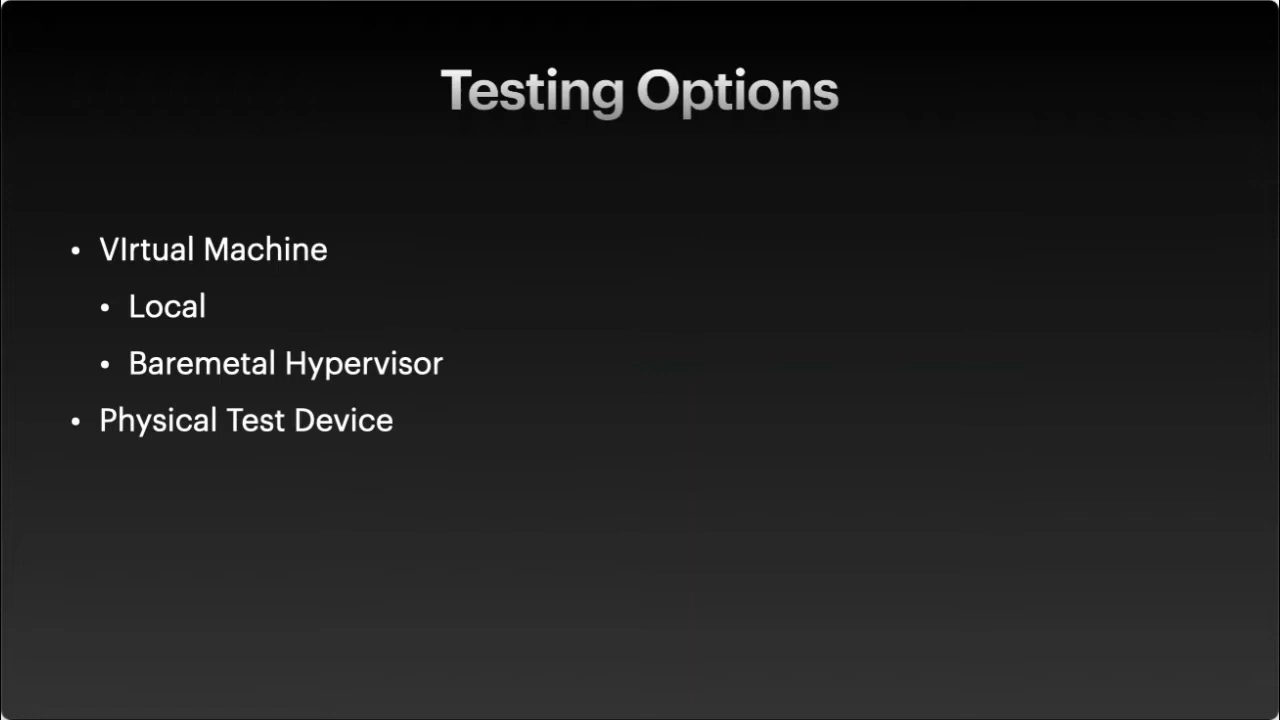 Testing Options
• VIrtual Machine
• Local
• Baremetal Hypervisor
• Physical Test Device